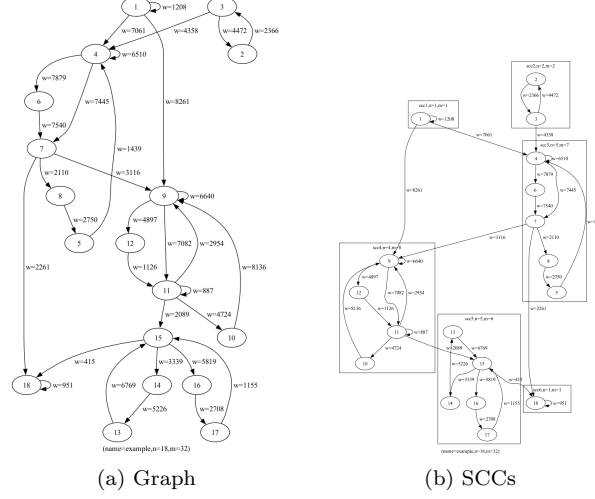 1
w=1208
3
w=7061
w=4358
w=4472
w=2366
4
w=6510
2
w=7879
w=7445
w=8261
6
w=7540
w=1439
7
w=2110
w=3116
8
9
w=6640
w=2750
w=4897
w=7082
w=2954
5
12
w=1126
w=8136
w=2261
11
w=887
w=2089
w=4724
15
10
w=415
w=3339
w=5819
18
w=951
w=6769
14
16
w=1155
w=5226
w=2708
13
17
(name=example,n=18,m=32)
(a) Graph
scc2,n=2,m=2
2
w=2366
w=4472
3
scc1,n=1,m=1
1
w=1208
w=4358
w=7061
scc3,n=5,m=7
4
w=6510
w=7879
w=7445
6
w=8261
w=7540
7
w=3116
w=2110
8
w=2750
5
w=2261
9
w=6640
w=4897
w=7082
w=2954
12
w=1126
w=8136
11
w=887
w=4724
10
scc5,n=5,m=6
13
w=2089
w=6769
w=5226
15
w=3339
w=5819
w=415
14
16
w=1155
w=2708
17
scc6,n=1,m=1
18
w=951
(name=example,n=18,m=32)
(b) SCCs